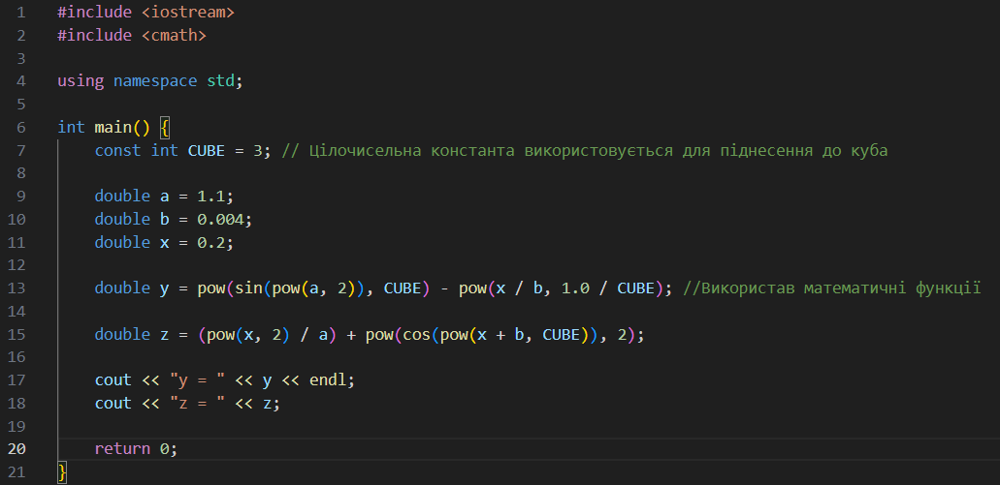 1 #include <iostream>
2 #include <cmath>
3
4 using namespace std;
5
6 int main() {
7 const int CUBE = 3; // Цілочисельна константа використовується для піднесення до куба
8
9 double a = 1.1;
10 double b = 0.004;
11 double x = 0.2;
12
13 double y = pow(sin(pow(a, 2)), CUBE) - pow(x / b, 1.0 / CUBE); //Використав математичні функції
14
15 double z = (pow(x, 2) / a) + pow(cos(pow(x + b, CUBE)), 2);
16
17 cout << "y = " << y << endl;
18 cout << "z = " << z;
19
20 return 0;
21 }